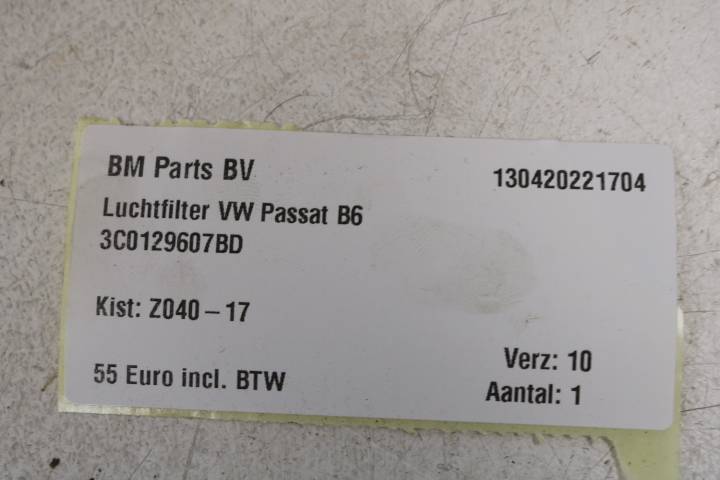 BM Parts BV
130420221704
Luchtfilter VW Passat B6
3C0129607BD
Kist: Z040 – 17
Verz: 10
55 Euro incl. BTW
Aantal: 1